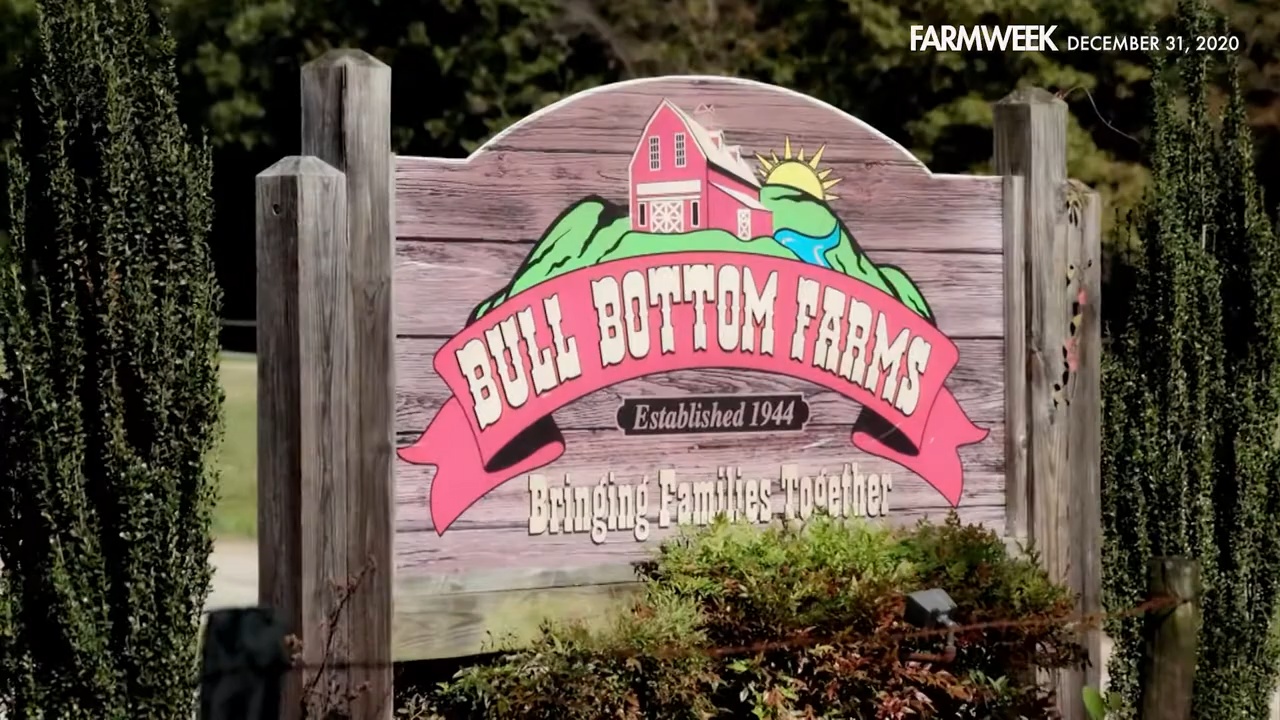 FARMWEEK DECEMBER 31, 2020
BULL BOTTOM FARMS
Established 1944
Bringing Families Together